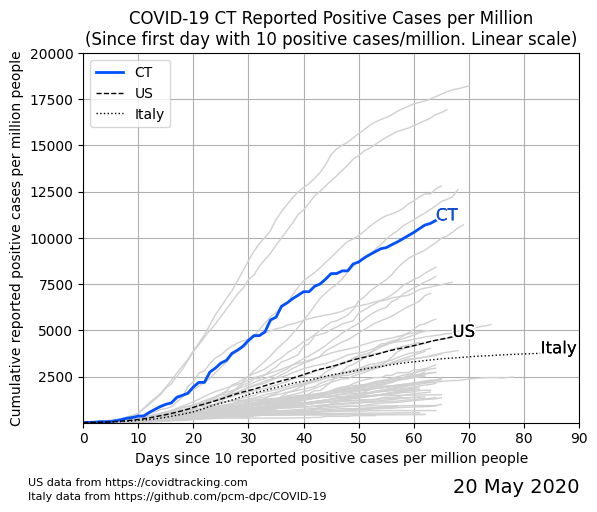 COVID-19 CT Reported Positive Cases per Million
(Since first day with 10 positive cases/million. Linear scale)
Cumulative reported positive cases per million people
20000
17500
15000
12500
10000
7500
5000
2500
CT
US
Italy
CT
US
Italy
0 10 20 30 40 50 60 70 80 90
Days since 10 reported positive cases per million people
US data from https://covidtracking.com
Italy data from https://github.com/pcm-dpc/COVID-19
20 May 2020